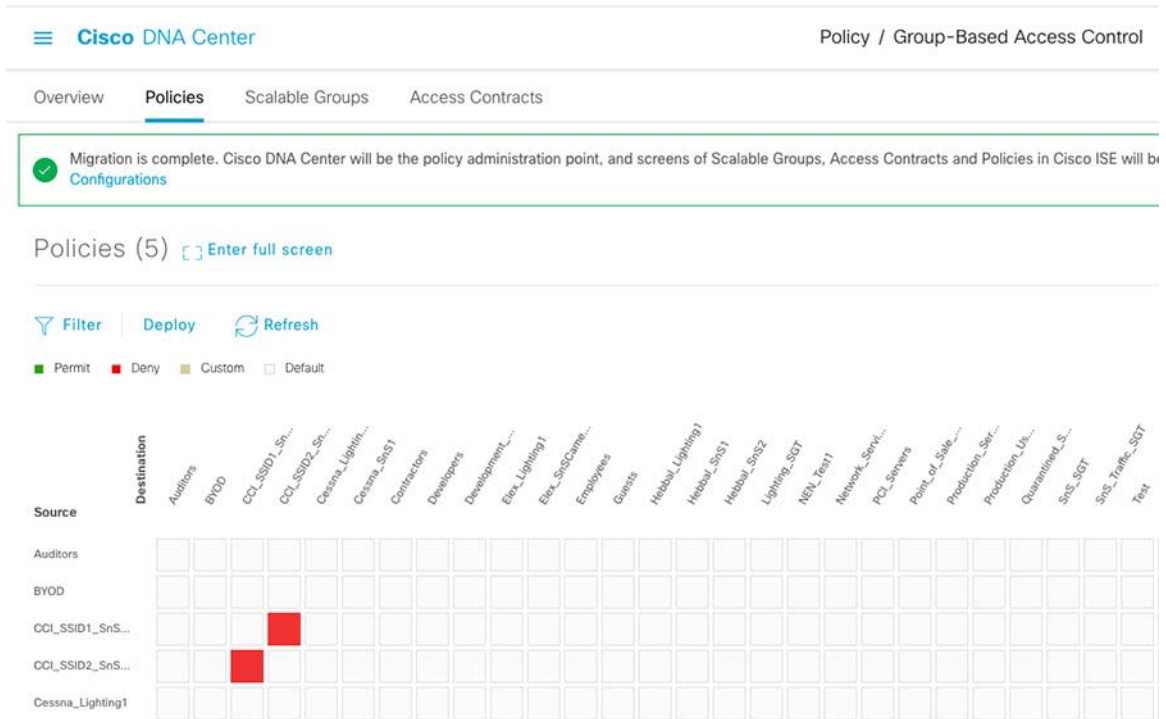 Cisco DNA Center
Policy / Group-Based Access Control
Overview Policies Scalable Groups Access Contracts
Migration is complete. Cisco DNA Center will be the policy administration point, and screens of Scalable Groups, Access Contracts and Policies in Cisco ISE will be
Configurations
Policies (5) Enter full screen
Filter Deploy Refresh
Permit Deny Custom Default
Destination
Auditors
BYOD
CCI_SSID1_Sn...
CCI_SSID2_Sn...
Cessna_Lightin...
Cessna_SnS1
Contractors
Developers
Development_...
Elex_Lighting1
Elex_SnSCame...
Employees
Guests
Hebbal_Lighting1
Hebbal_SnS1
Hebbal_SnS2
Lighting_SGT
NEN_Test1
Network_Servi...
PCI_Servers
Point_of_Sale_...
Production_Ser...
Production_Us...
Quarantined_S...
SnS_SGT
SnS_Traffic_SGT
Test
Source
Auditors
BYOD
CCI_SSID1_SnS...
CCI_SSID2_SnS...
Cessna_Lighting1